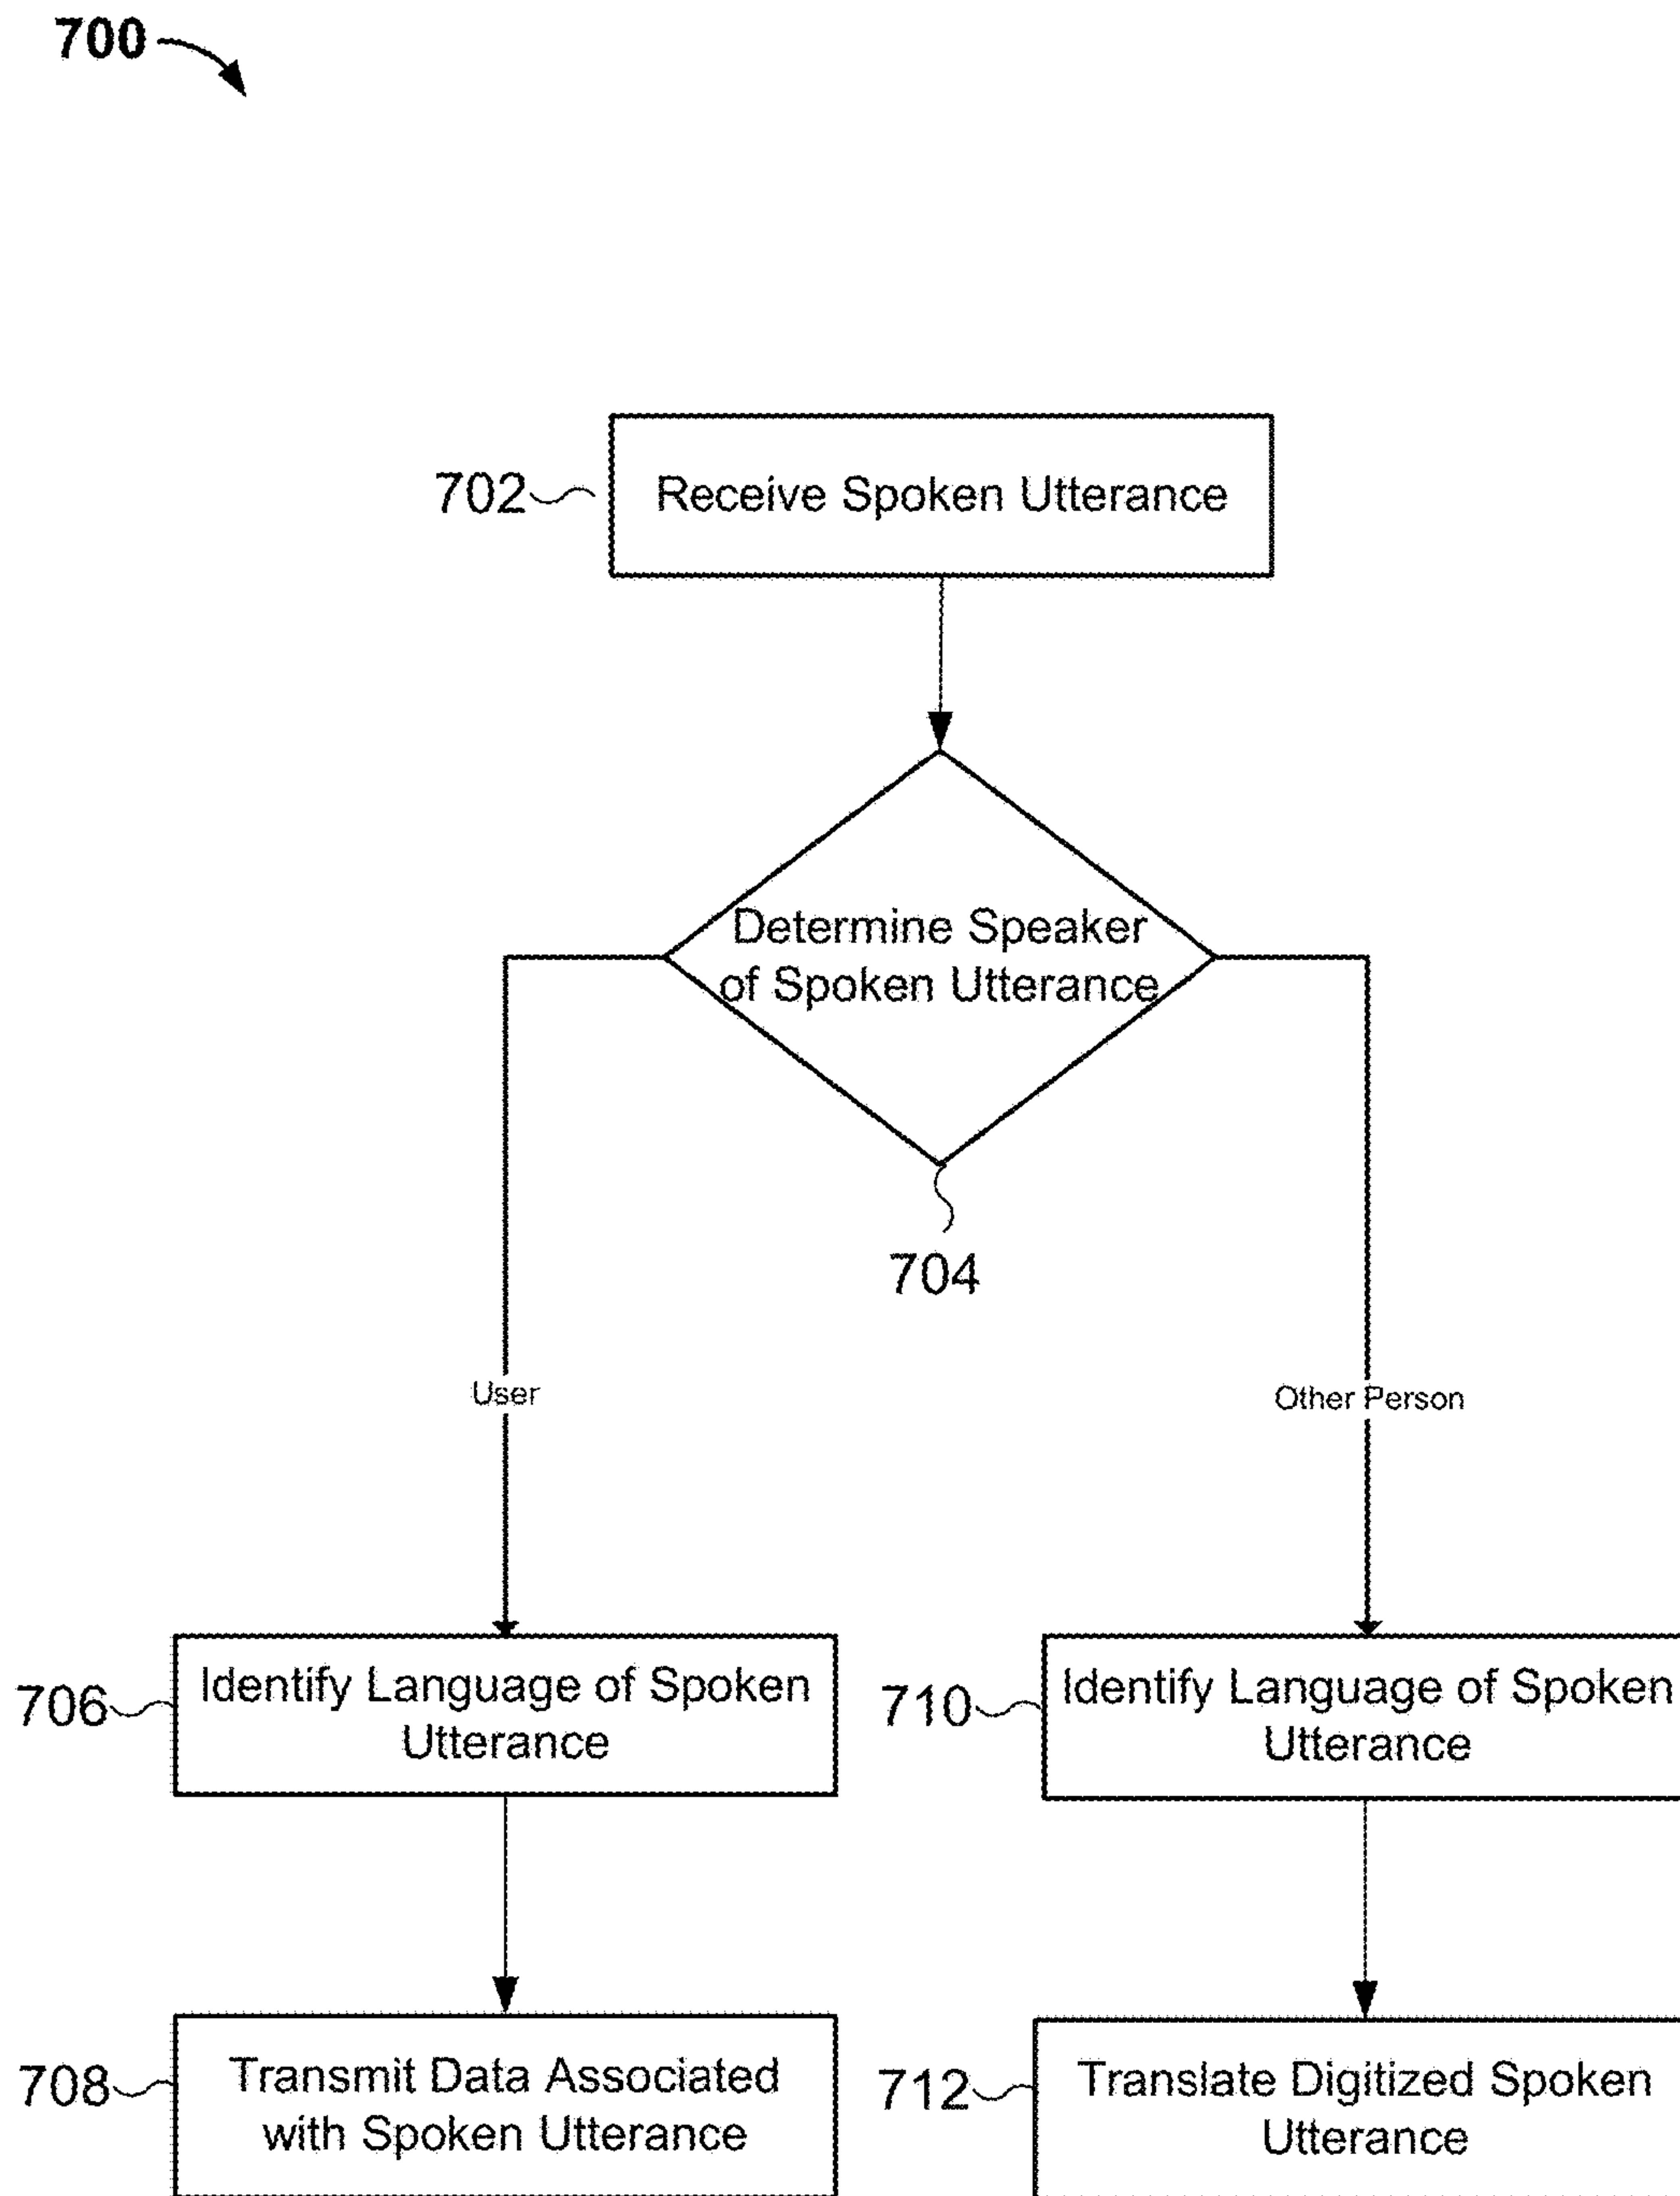 700
702
Receive Spoken Utterance
Determine Speaker
of Spoken Utterance
704
User
Other Person
706
Identify Language of Spoken
Utterance
710
Identify Language of Spoken
Utterance
708
Transmit Data Associated
with Spoken Utterance
712
Translate Digitized Spoken
Utterance